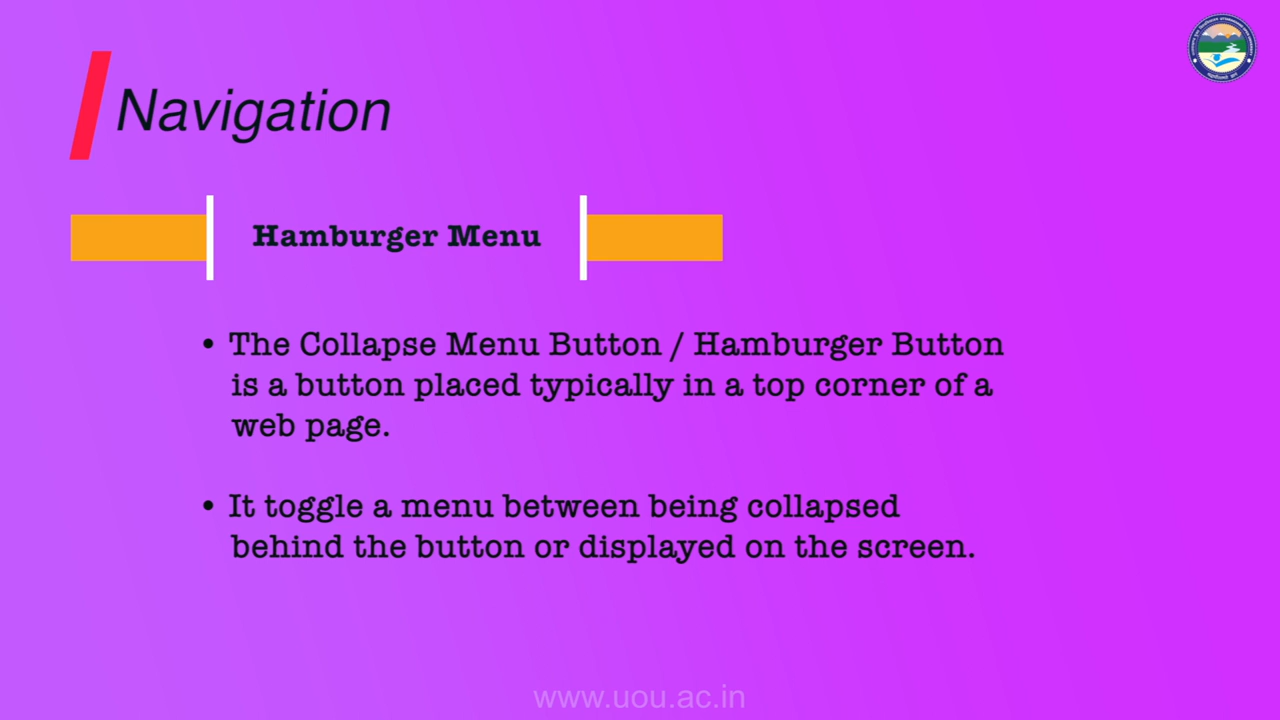 Navigation
Hamburger Menu
• The Collapse Menu Button / Hamburger Button
is a button placed typically in a top corner of a
web page.
• It toggle a menu between being collapsed
behind the button or displayed on the screen.
www.uou.ac.in